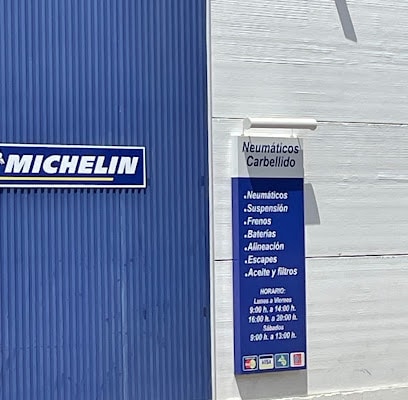 MICHELIN
Neumáticos
Carbellido
.Neumáticos
.Suspensión
.Frenos
.Baterías
.Alineación
.Escapes
.Aceite y filtros
HORARIO:
Lunes a Viernes
9:00 h. a 14:00 h.
16:00 h. a 20:00 h.
Sábados
9:00 h. a 13:00 h.
VISA